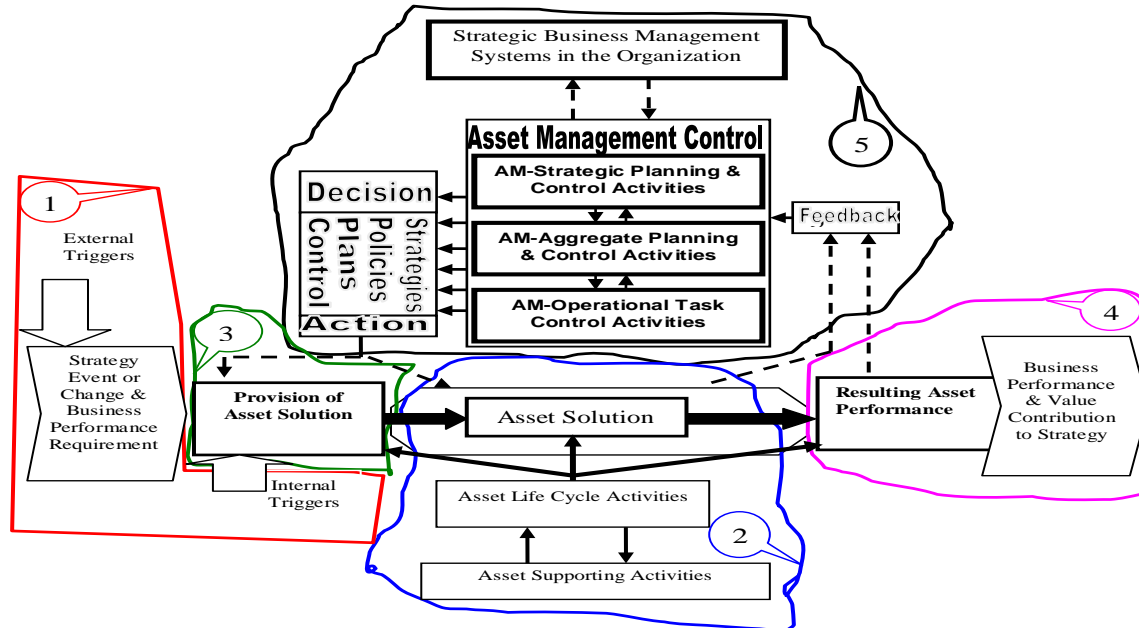 Strategic Business Management
Systems in the Organization
5
Asset Management Control
AM-Strategic Planning &
Control Activities
AM-Aggregate Planning
& Control Activities
AM-Operational Task
Control Activities
Decision
Strategies
Policies
Plans
Control
Action
Feedback
1
External
Triggers
Strategy
Event or
Change &
Business
Performance
Requirement
3
Provision of
Asset Solution
Internal
Triggers
Asset Solution
Asset Life Cycle Activities
Asset Supporting Activities
2
4
Resulting Asset
Performance
Business
Performance
& Value
Contribution
to Strategy